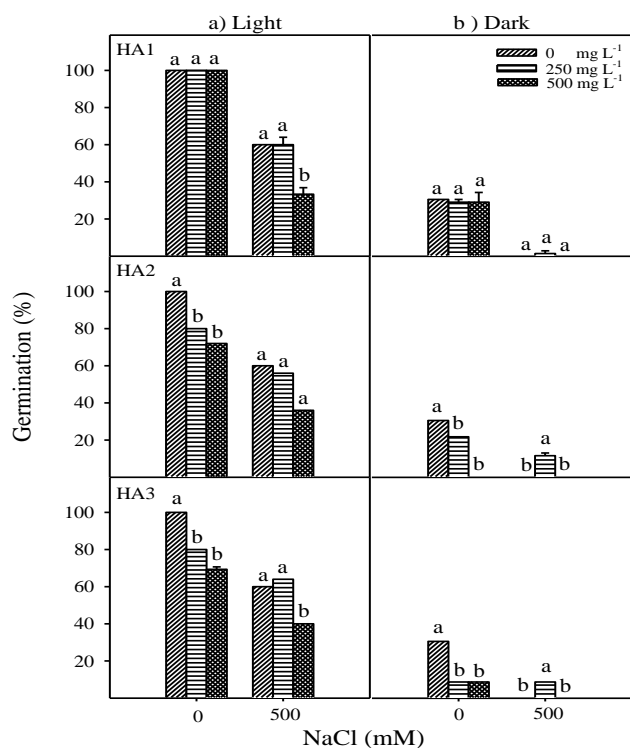 a) Light
b ) Dark
HA1
0 mg L⁻¹
250 mg L⁻¹
500 mg L⁻¹
a a a
a a
b
a a a
a a a
100
80
60
40
20
HA2
a
b b
a a
a
a
b
b
b
a
b
100
80
60
40
20
HA3
a
b
b
a a
b
a
b b
b
a
b
100
80
60
40
20
Germination (%)
0
500
0
500
NaCl (mM)